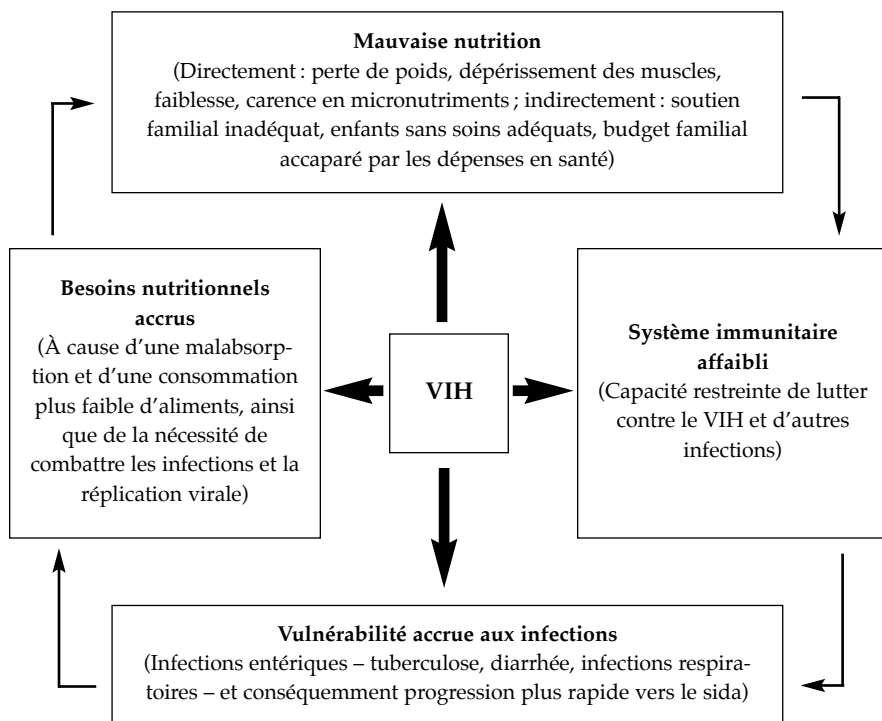 Mauvaise nutrition
(Directement : perte de poids, dépérissement des muscles,
faiblesse, carence en micronutriments ; indirectement : soutien
familial inadéquat, enfants sans soins adéquats, budget familial
accaparé par les dépenses en santé)
Besoins nutritionnels
accrus
(À cause d’une malabsorp-
tion et d’une consommation
plus faible d’aliments, ainsi
que de la nécessité de
combattre les infections et la
réplication virale)
VIH
Système immunitaire
affaibli
(Capacité restreinte de lutter
contre le VIH et d’autres
infections)
Vulnérabilité accrue aux infections
(Infections entériques – tuberculose, diarrhée, infections respira-
toires – et conséquemment progression plus rapide vers le sida)